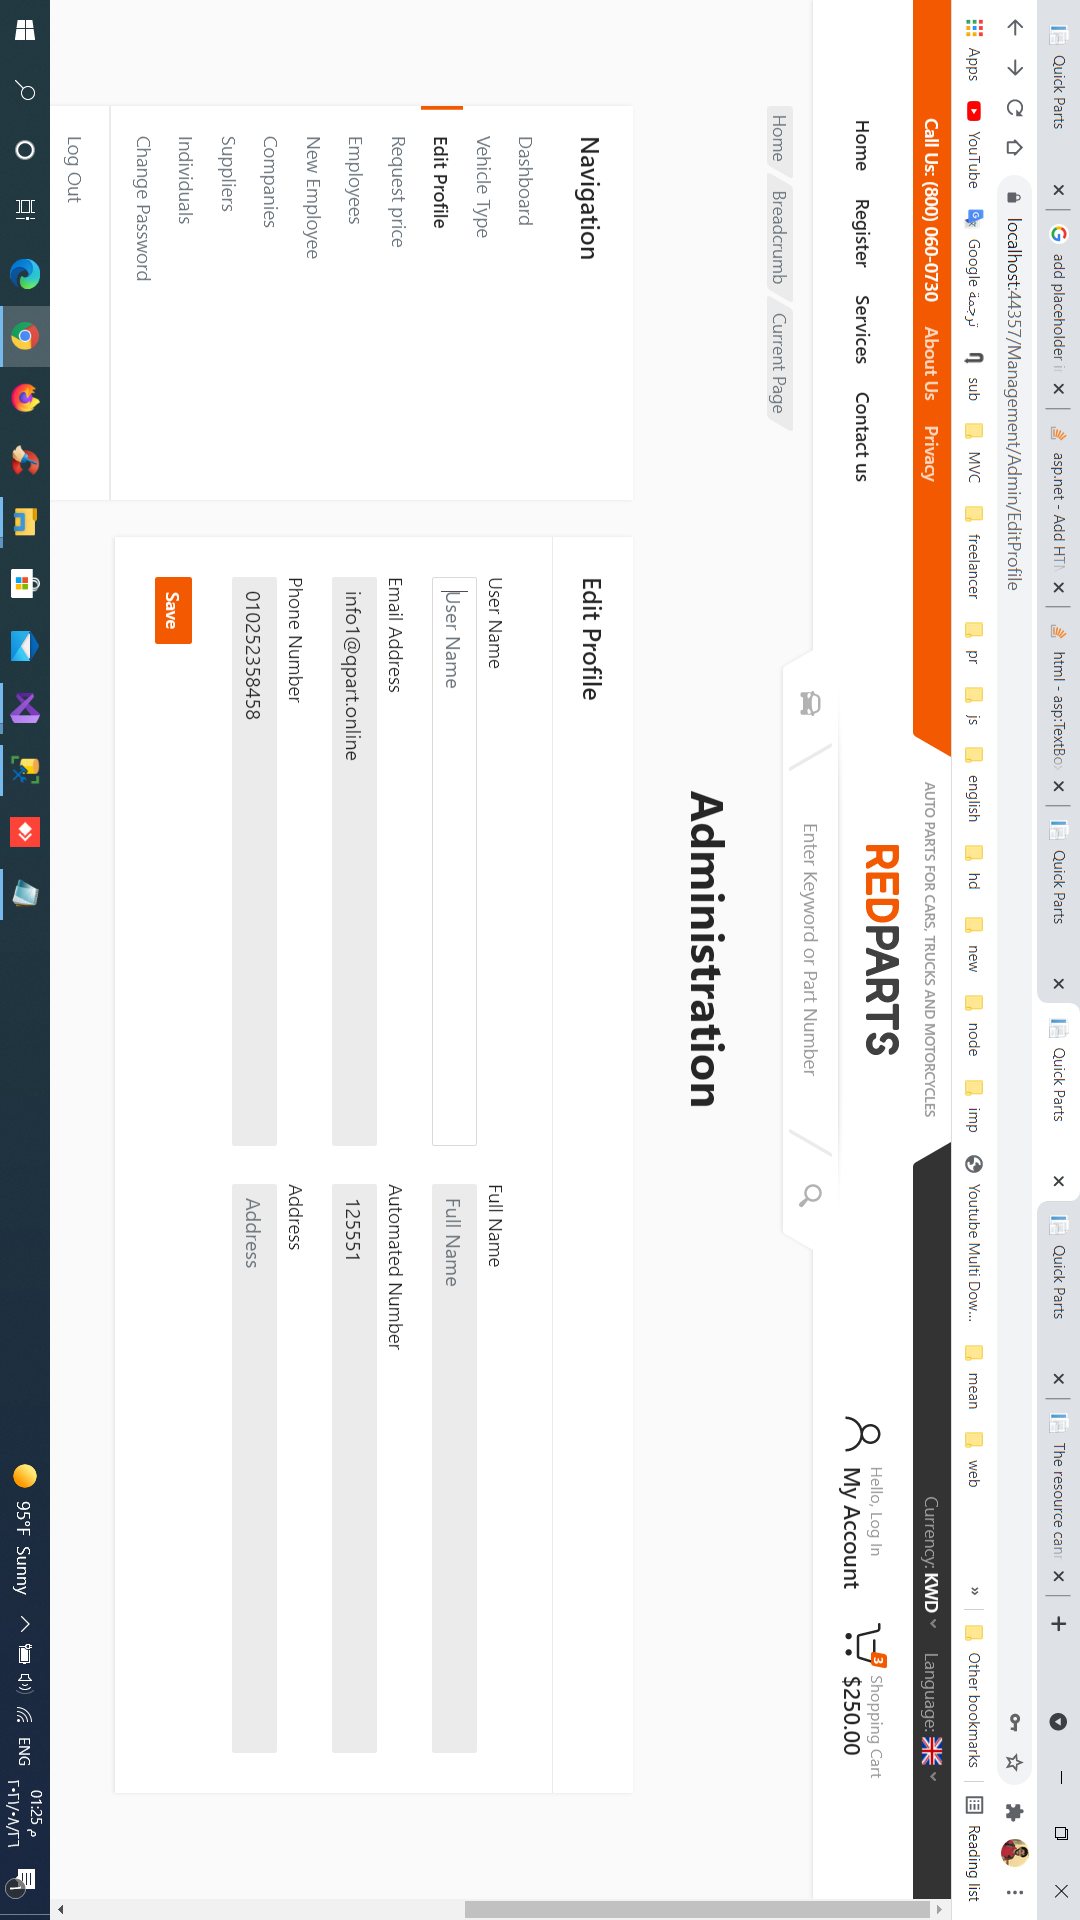 Quick Parts
add placeholder i
asp.net - Add HTM
html - asp:TextBo
Quick Parts
Quick Parts
Quick Parts
The resource can
localhost:44357/Management/Admin/EditProfile
Apps YouTube Google ترجمة sub MVC freelancer pr js english hd new node imp Youtube Multi Dow... mean web » Other bookmarks Reading list
Call Us: (800) 060-0730 About Us Privacy
AUTO PARTS FOR CARS, TRUCKS AND MOTORCYCLES
Currency: KWD Language:
Home Register Services Contact us
REDPARTS
Hello, Log In
My Account
3
Shopping Cart
$250.00
Enter Keyword or Part Number
Home Breadcrumb Current Page
Administration
Navigation
Dashboard
Vehicle Type
Edit Profile
Request price
Employees
New Employee
Companies
Suppliers
Individuals
Change Password
Log Out
Edit Profile
User Name
User Name
Full Name
Full Name
Email Address
info1@qpart.online
Automated Number
125551
Phone Number
010252358458
Address
Address
Save
95°F Sunny
ENG
01:25 م
٢٠٢١/٠٨/٢٦
1